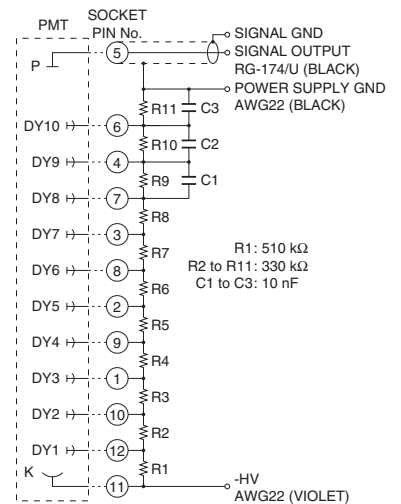 PMT
SOCKET
PIN No.
SIGNAL GND
5
SIGNAL OUTPUT
P
RG-174/U (BLACK)
POWER SUPPLY GND
AWG22 (BLACK)
R11 C3
DY10 6
R10 C2
DY9 4
R9 C1
DY8 7
R8
DY7 3
R7
R1: 510 kΩ
DY6 8
R2 to R11: 330 kΩ
R6
C1 to C3: 10 nF
DY5 2
R5
DY4 9
R4
DY3 1
R3
DY2 10
R2
DY1 12
R1
K
11
-HV
AWG22 (VIOLET)